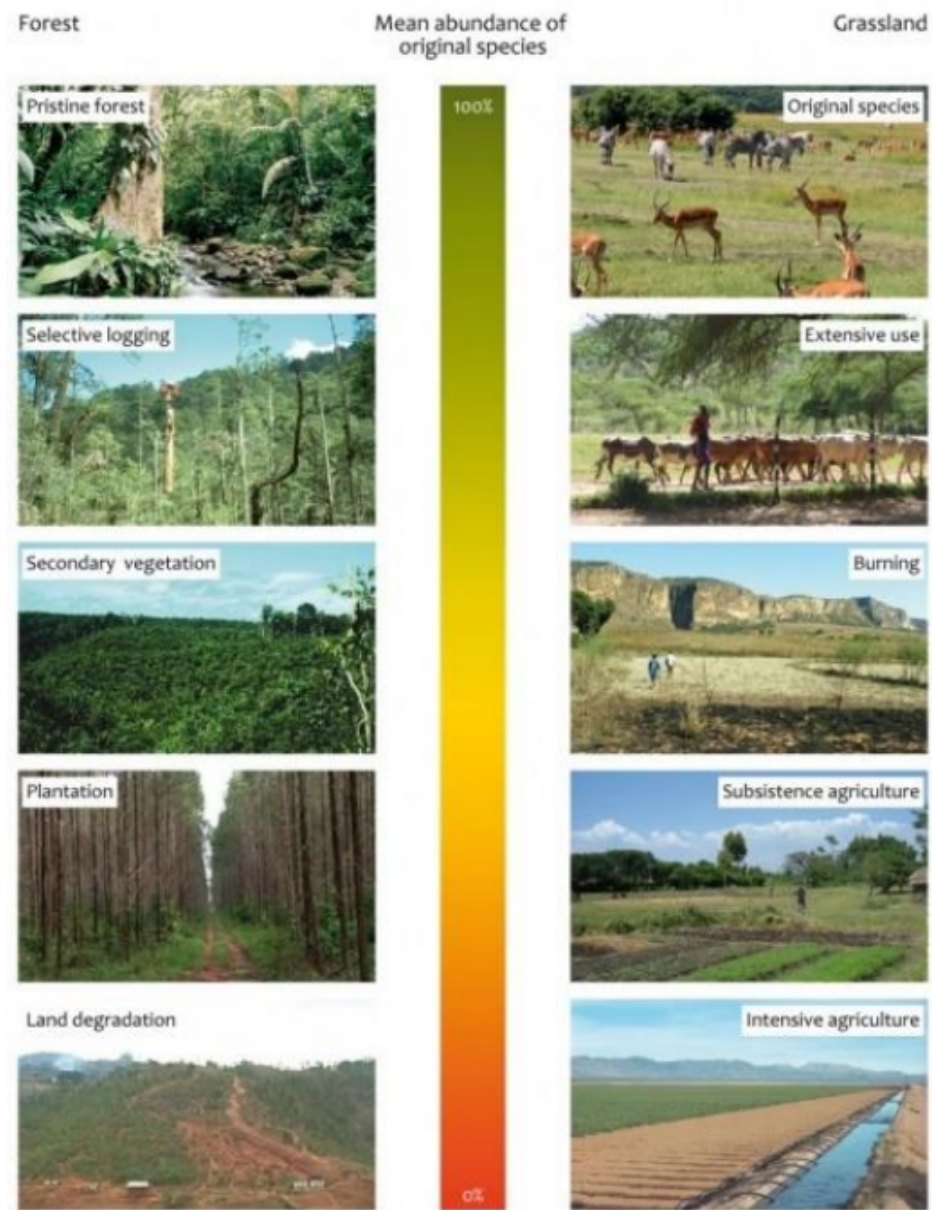 Forest
Mean abundance of
original species
Grassland
Pristine forest
100%
Original species
Selective logging
Extensive use
Secondary vegetation
Burning
Plantation
Subsistence agriculture
Land degradation
Intensive agriculture
0%